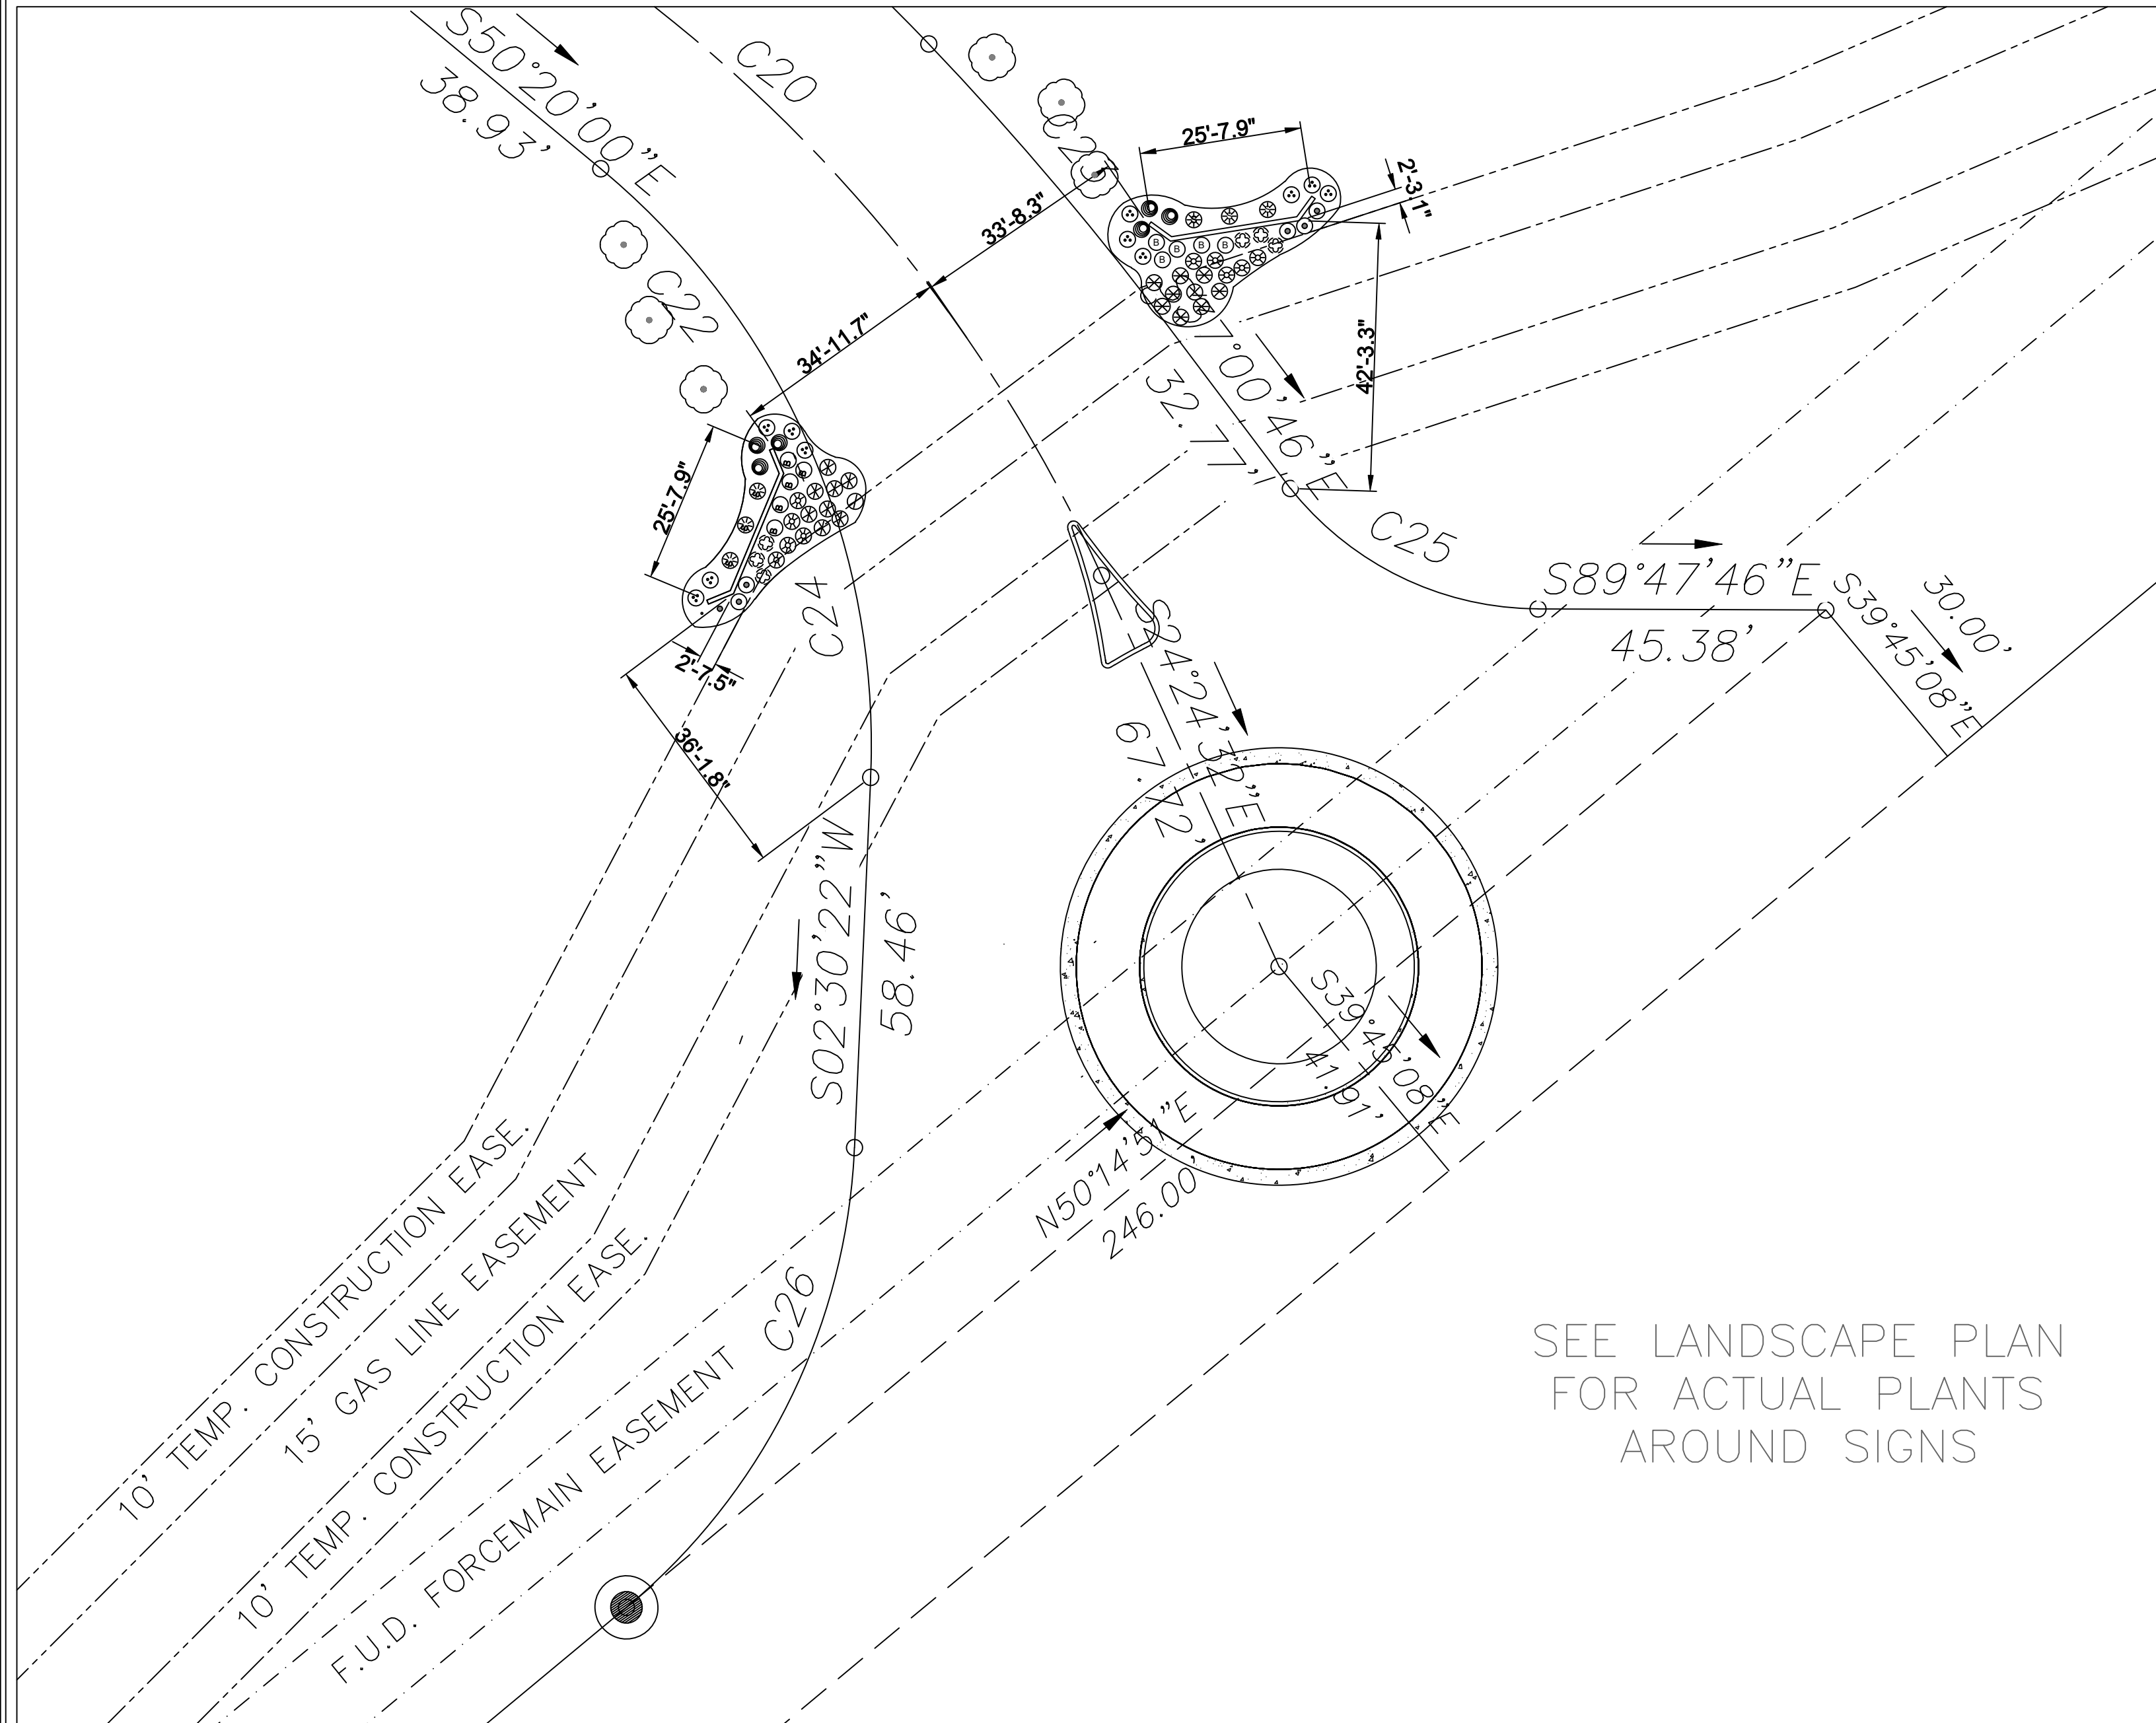 S50°20'00"E
38.93'
C20
C22
25'-7.9"
2'-3.1"
33'-8.3"
34'-11.7"
42'-3.3"
7°00'46"E
32.77'
25'-7.9"
2'-7.5"
36'-1.8"
C24
C25
S89°47'46"E
45.38'
S39°45'08"E
30.00'
S24°24'32"E
67.72'
S02°30'22"W
58.46'
S39°45'08"E
41.91'
N50°14'51"E
246.00'
C26
10' TEMP. CONSTRUCTION EASE.
15' GAS LINE EASEMENT
10' TEMP. CONSTRUCTION EASE.
F.U.D. FORCEMAIN EASEMENT
SEE LANDSCAPE PLAN
FOR ACTUAL PLANTS
AROUND SIGNS